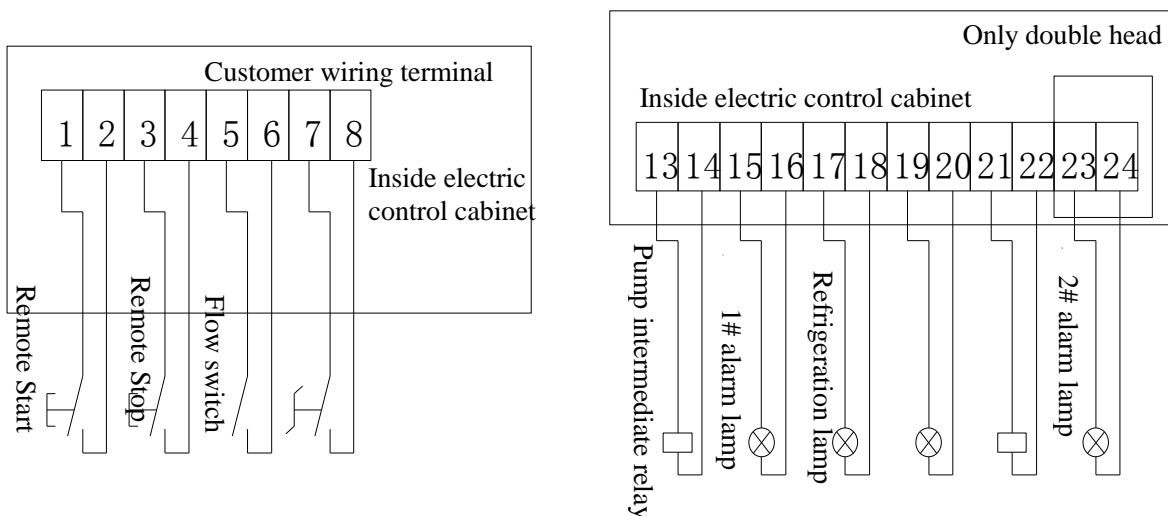 Customer wiring terminal
1 2 3 4 5 6 7 8
Inside electric
control cabinet
Remote Start
Remote Stop
Flow switch
Only double head
Inside electric control cabinet
13 14 15 16 17 18 19 20 21 22 23 24
Pump intermediate relay
1# alarm lamp
Refrigeration lamp
2# alarm lamp